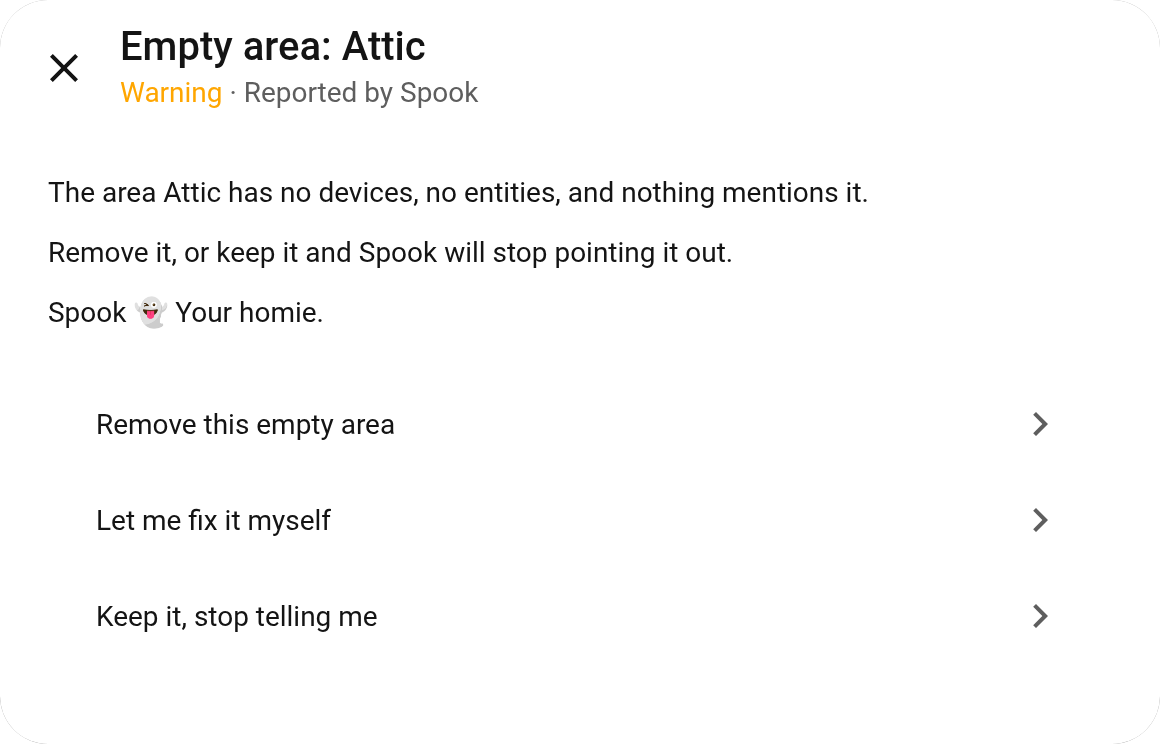 Empty area: Attic
Warning · Reported by Spook
The area Attic has no devices, no entities, and nothing mentions it.
Remove it, or keep it and Spook will stop pointing it out.
Spook 👻 Your homie.
Remove this empty area
Let me fix it myself
Keep it, stop telling me